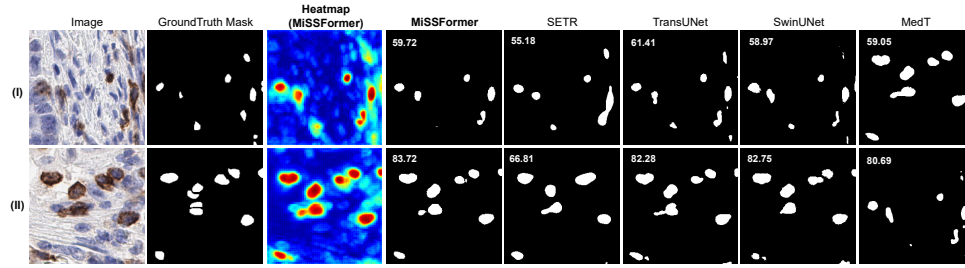 Image GroundTruth Mask Heatmap (MiSSFormer) MiSSFormer SETR TransUNet SwinUNet MedT
(I) 59.72 55.18 61.41 58.97 59.05
(II) 83.72 66.81 82.28 82.75 80.69